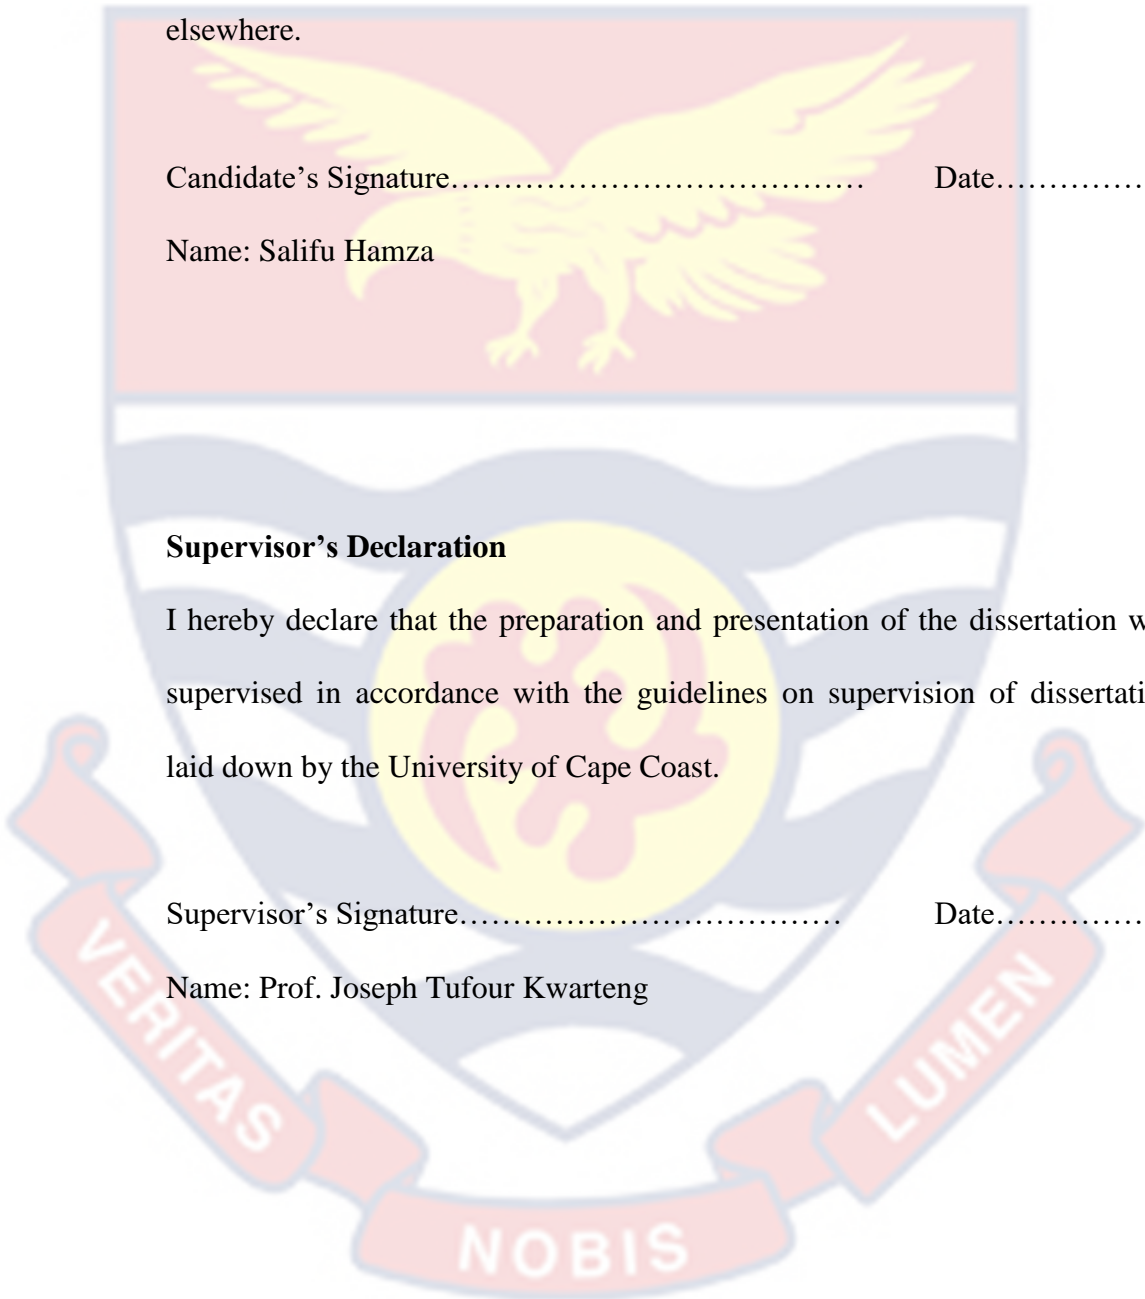 elsewhere.
Candidate’s Signature………………………………… Date……………
Name: Salifu Hamza
Supervisor’s Declaration
I hereby declare that the preparation and presentation of the dissertation w
supervised in accordance with the guidelines on supervision of dissertati
laid down by the University of Cape Coast.
Supervisor’s Signature……………………………… Date……………
Name: Prof. Joseph Tufour Kwarteng
VERITAS
NOBIS
LUMEN